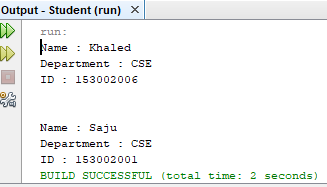 Output - Student (run)
run:
Name : Khaled
Department : CSE
ID : 153002006
Name : Saju
Department : CSE
ID : 153002001
BUILD SUCCESSFUL (total time: 2 seconds)